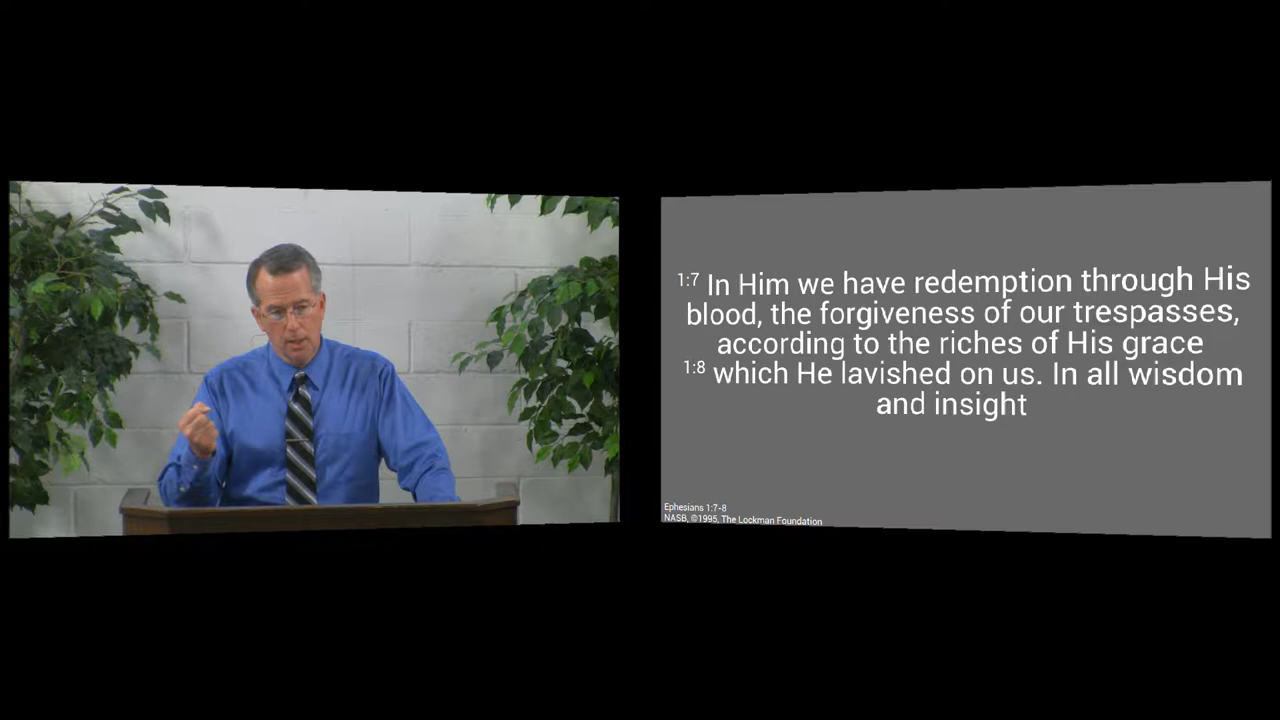 1:7 In Him we have redemption through His
blood, the forgiveness of our trespasses,
according to the riches of His grace
1:8 which He lavished on us. In all wisdom
and insight
Ephesians 1:7-8
NASB, ©1995, The Lockman Foundation